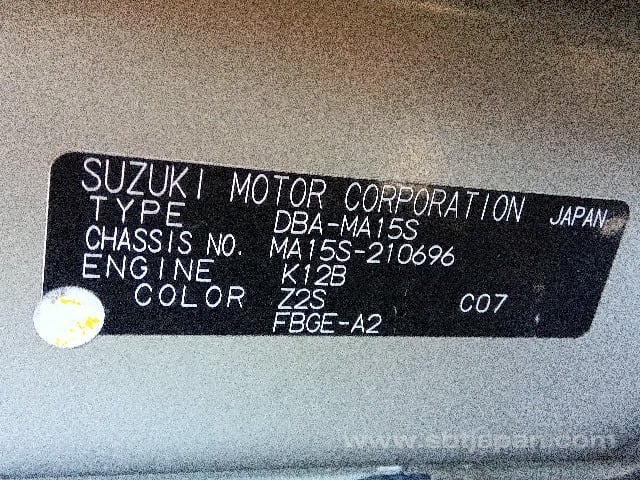 SUZUKI MOTOR CORPORATION JAPAN
TYPE DBA-MA15S
CHASSIS NO. MA15S-210696
ENGINE K12B
COLOR Z2S C07
FBGE-A2
www.sbtjapan.com